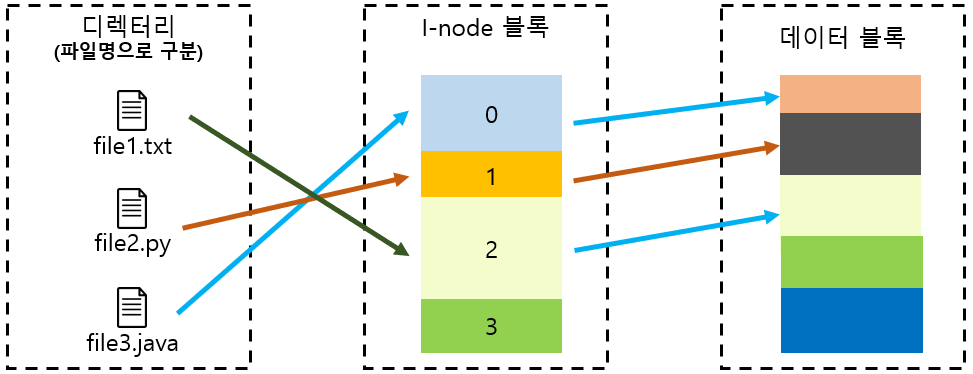 디렉터리
(파일명으로 구분)
file1.txt
file2.py
file3.java
I-node 블록
0
1
2
3
데이터 블록